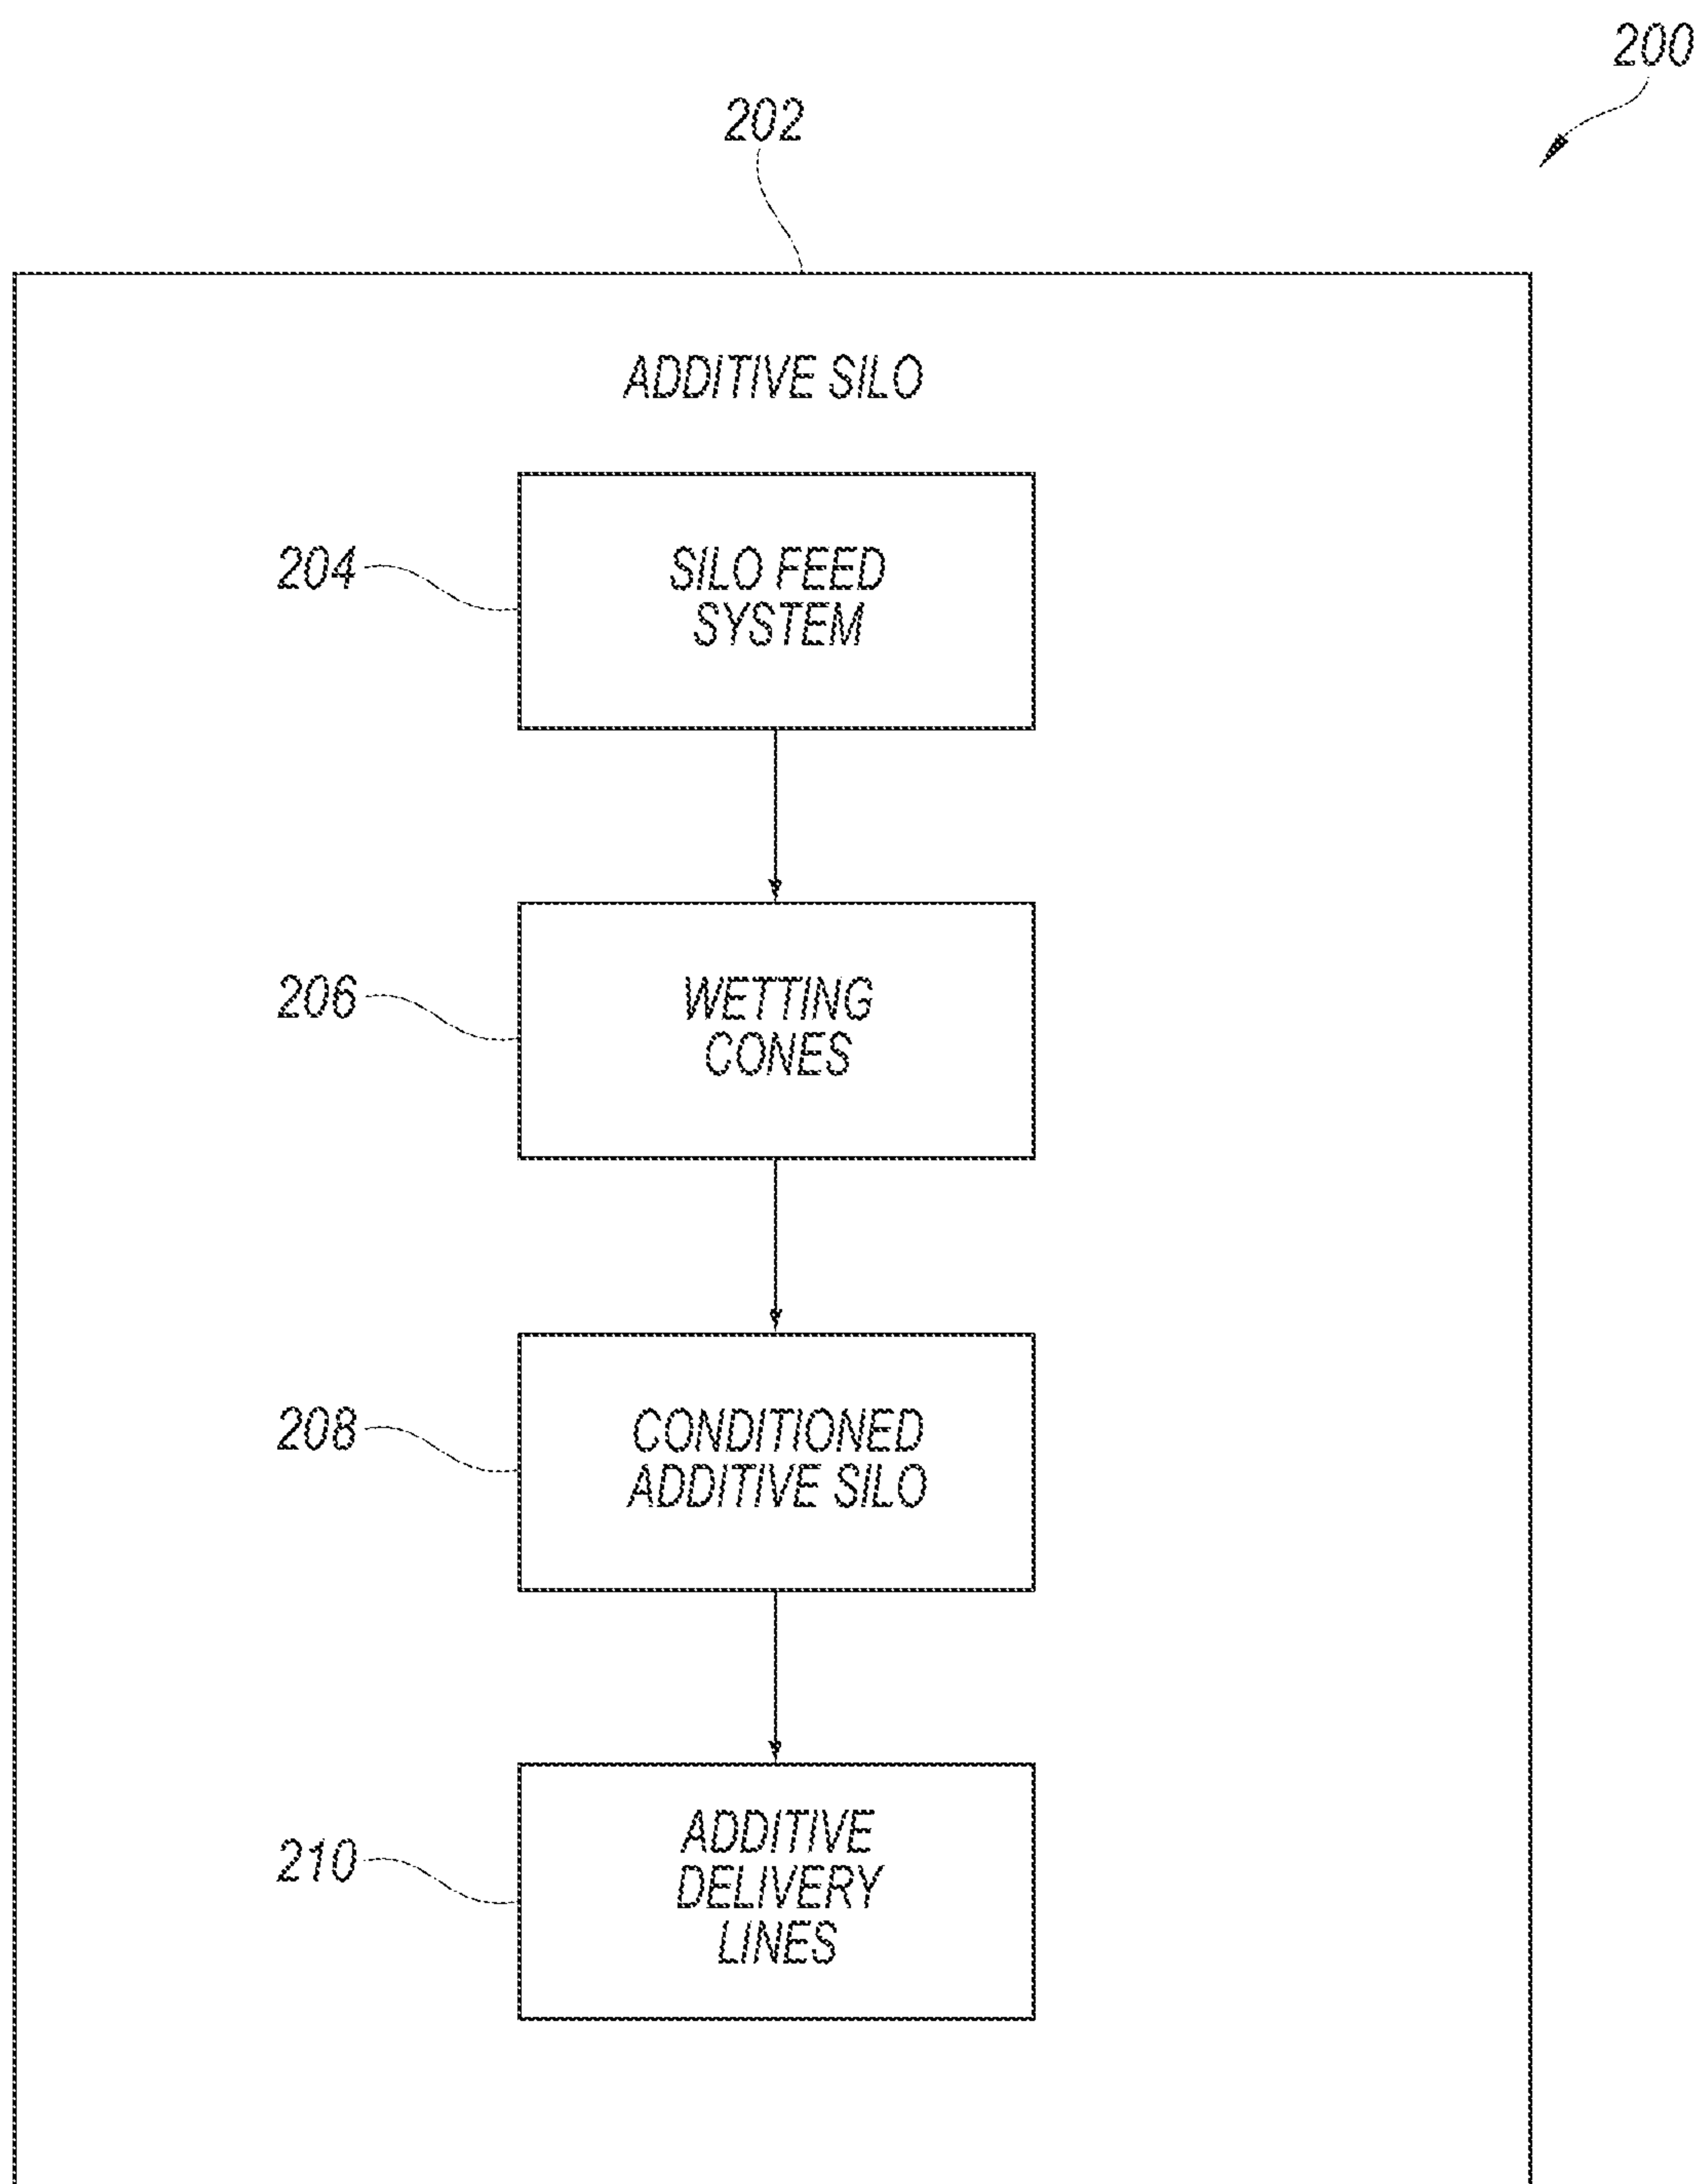 200
202
ADDITIVE SILO
204
SILO FEED
SYSTEM
206
WETTING
CONES
208
CONDITIONED
ADDITIVE SILO
210
ADDITIVE
DELIVERY
LINES